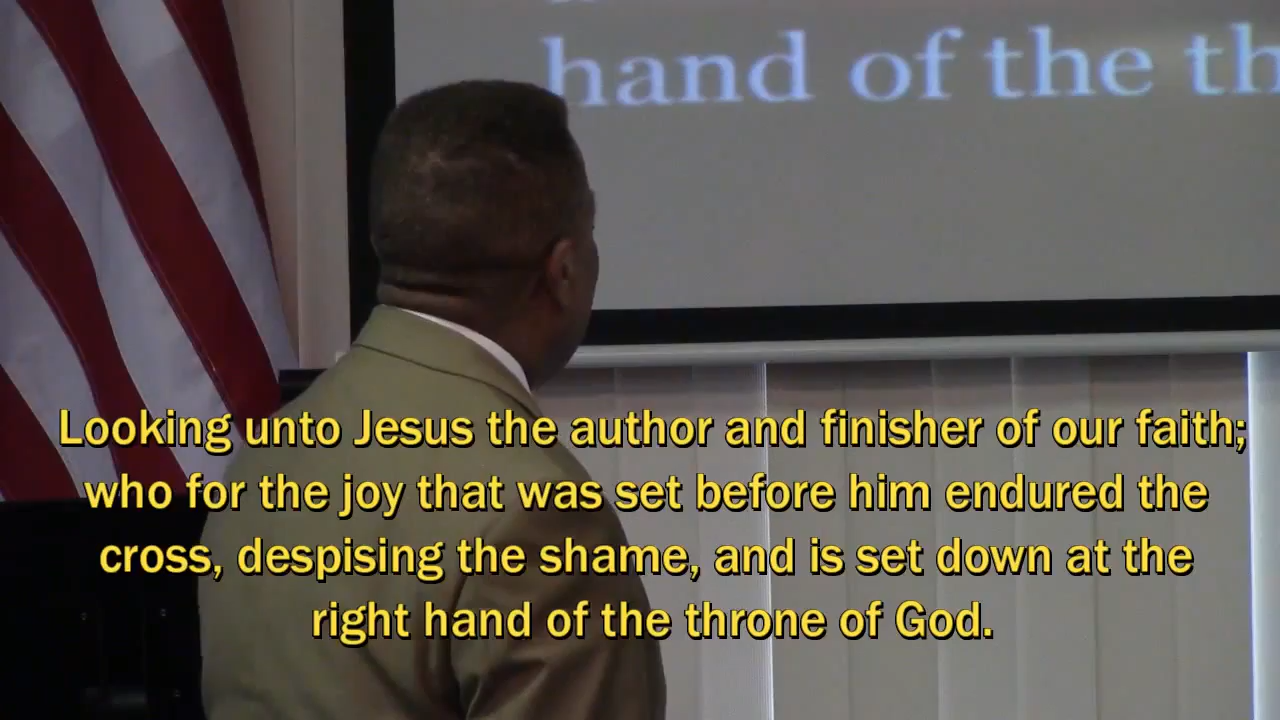 hand of the th
Looking unto Jesus the author and finisher of our faith;
who for the joy that was set before him endured the
cross, despising the shame, and is set down at the
right hand of the throne of God.